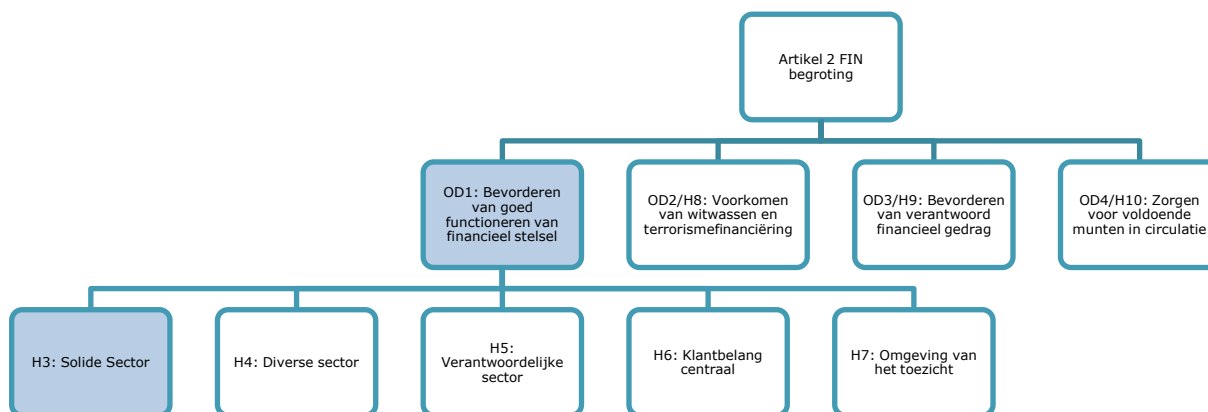 Artikel 2 FIN
begroting
OD1: Bevorderen
van goed
functioneren van
financieel stelsel
OD2/H8: Voorkomen
van witwassen en
terrorismefinanciëring
OD3/H9: Bevorderen
van verantwoord
financieel gedrag
OD4/H10: Zorgen
voor voldoende
munten in circulatie
H3: Solide Sector
H4: Diverse sector
H5:
Verantwoordelijke
sector
H6: Klantbelang
centraal
H7: Omgeving van
het toezicht